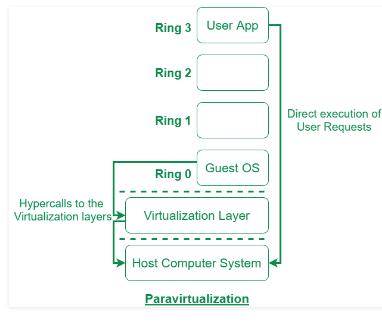 Ring 3
User App
Ring 2
Ring 1
Direct execution of
User Requests
Ring 0
Guest OS
Hypercalls to the
Virtualization layers
Virtualization Layer
Host Computer System
Paravirtualization